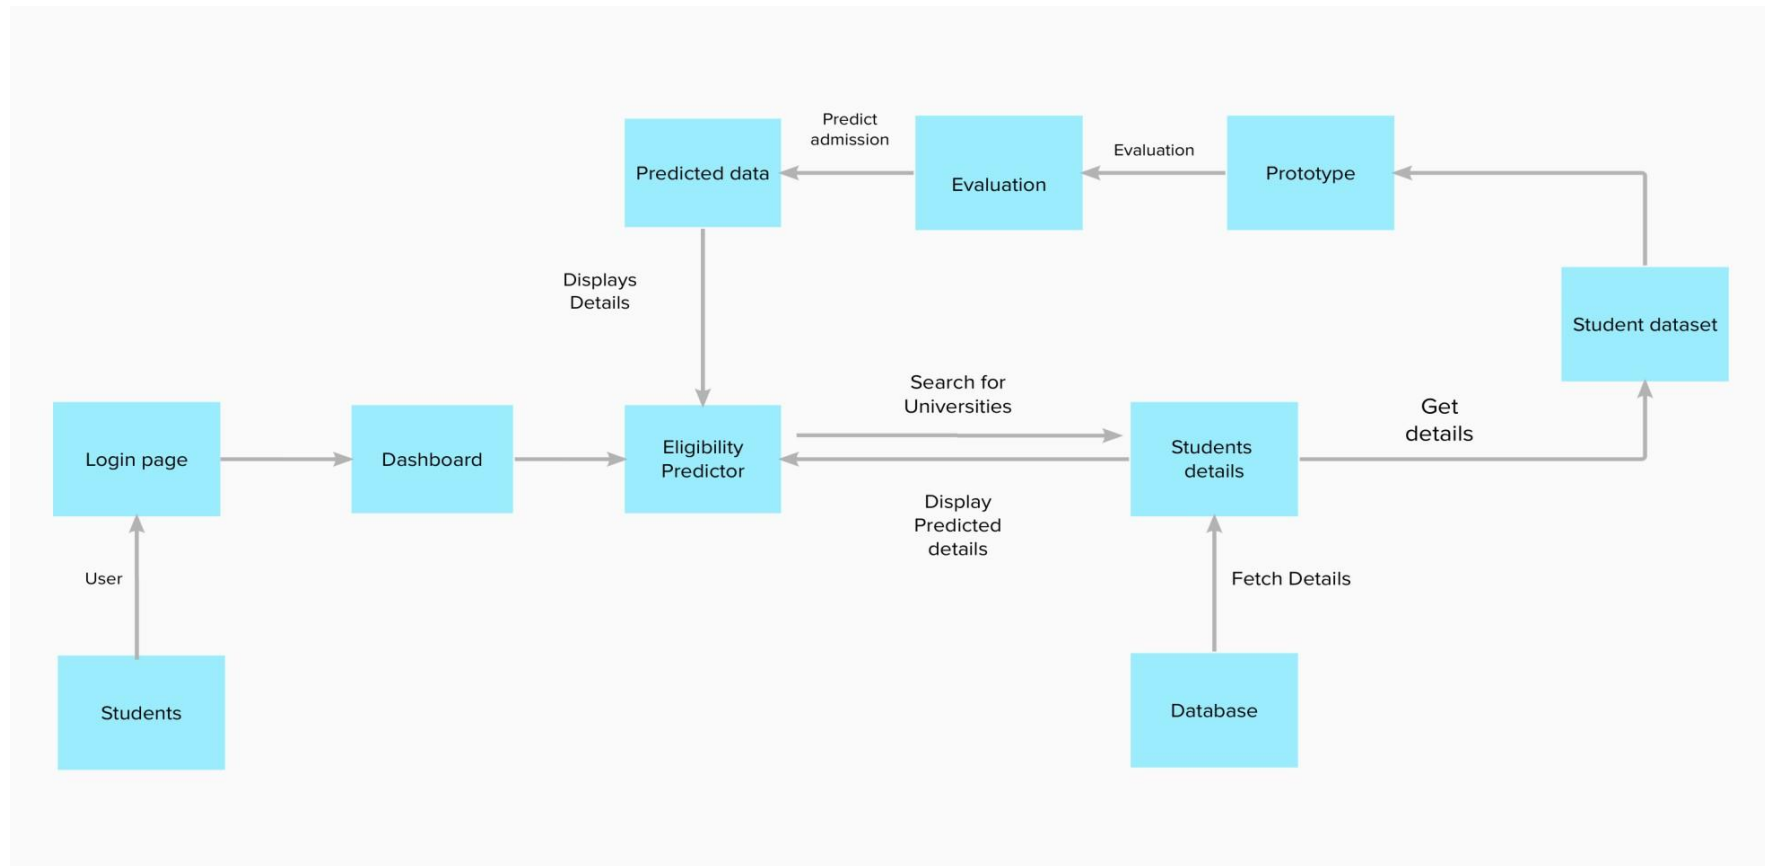 Predict
admission
Predicted data
Evaluation
Evaluation
Prototype
Displays
Details
Student dataset
Search for
Universities
Get
details
Login page
Dashboard
Eligibility
Predictor
Students
details
Display
Predicted
details
User
Fetch Details
Students
Database